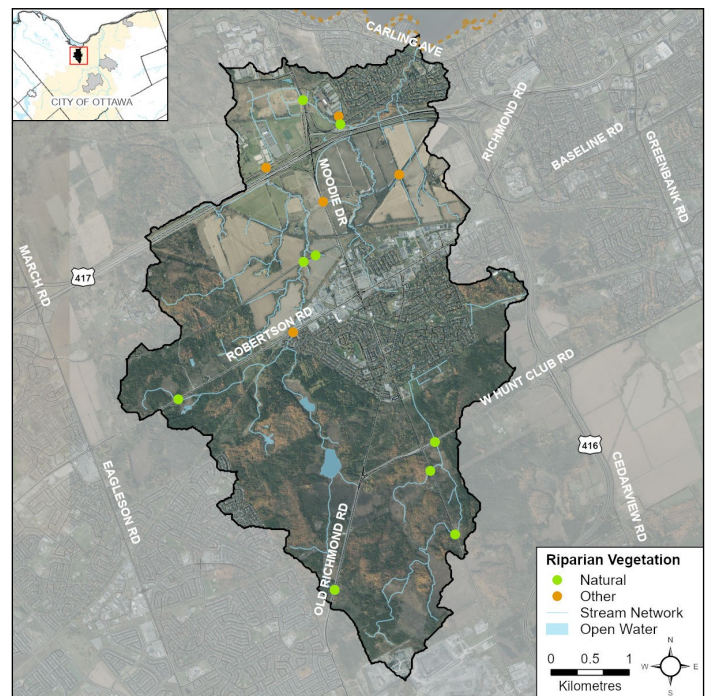 CITY OF OTTAWA
CARLING AVE
RICHMOND RD
BASELINE RD
GREENBANK RD
MOODIE DR
MARCH RD
417
ROBERTSON RD
W HUNT CLUB RD
416
EAGLESON RD
CEDARVIEW RD
OLD RICHMOND RD
Riparian Vegetation
Natural
Other
Stream Network
Open Water
0 0.5 1
Kilometres
N
W E
S